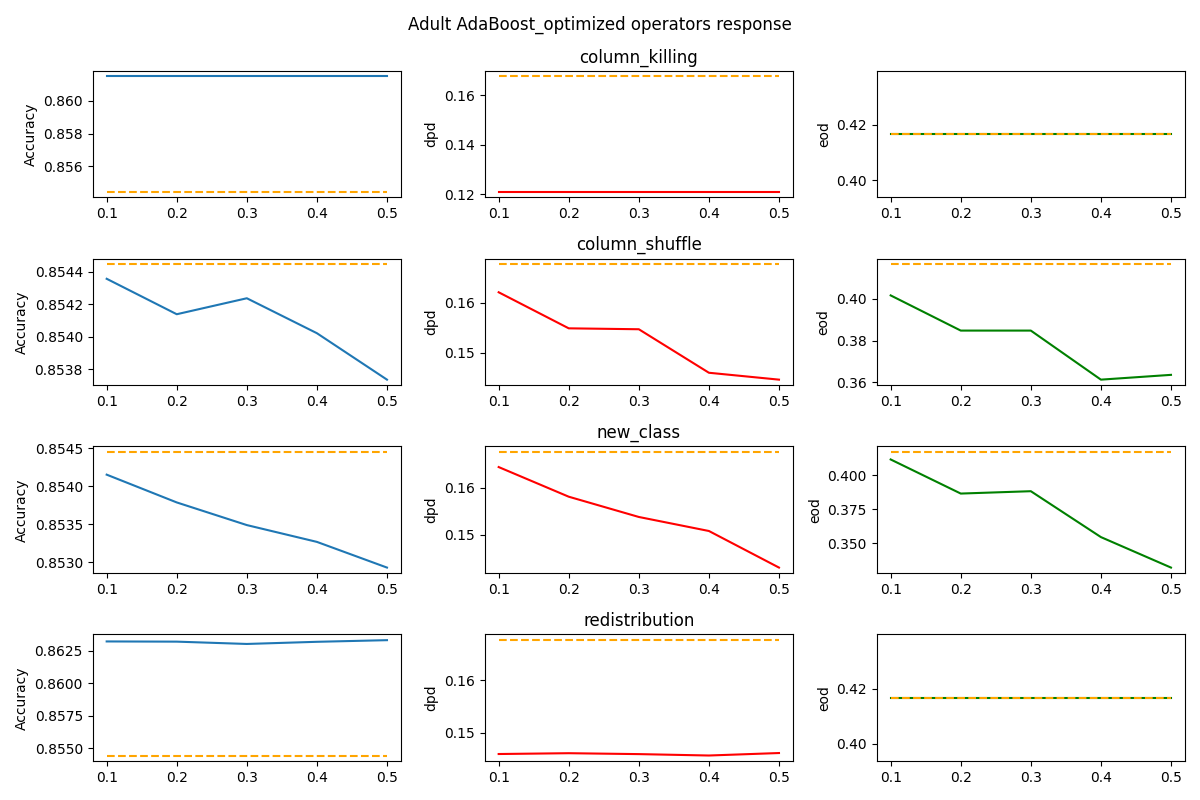 Adult AdaBoost_optimized operators response
column_killing
Accuracy
0.860
0.858
0.856
0.1 0.2 0.3 0.4 0.5
dpd
0.16
0.14
0.12
0.1 0.2 0.3 0.4 0.5
eod
0.42
0.40
0.1 0.2 0.3 0.4 0.5
column_shuffle
Accuracy
0.8544
0.8542
0.8540
0.8538
0.1 0.2 0.3 0.4 0.5
dpd
0.16
0.15
0.1 0.2 0.3 0.4 0.5
eod
0.40
0.38
0.36
0.1 0.2 0.3 0.4 0.5
new_class
Accuracy
0.8545
0.8540
0.8535
0.8530
0.1 0.2 0.3 0.4 0.5
dpd
0.16
0.15
0.1 0.2 0.3 0.4 0.5
eod
0.400
0.375
0.350
0.1 0.2 0.3 0.4 0.5
redistribution
Accuracy
0.8625
0.8600
0.8575
0.8550
0.1 0.2 0.3 0.4 0.5
dpd
0.16
0.15
0.1 0.2 0.3 0.4 0.5
eod
0.42
0.40
0.1 0.2 0.3 0.4 0.5